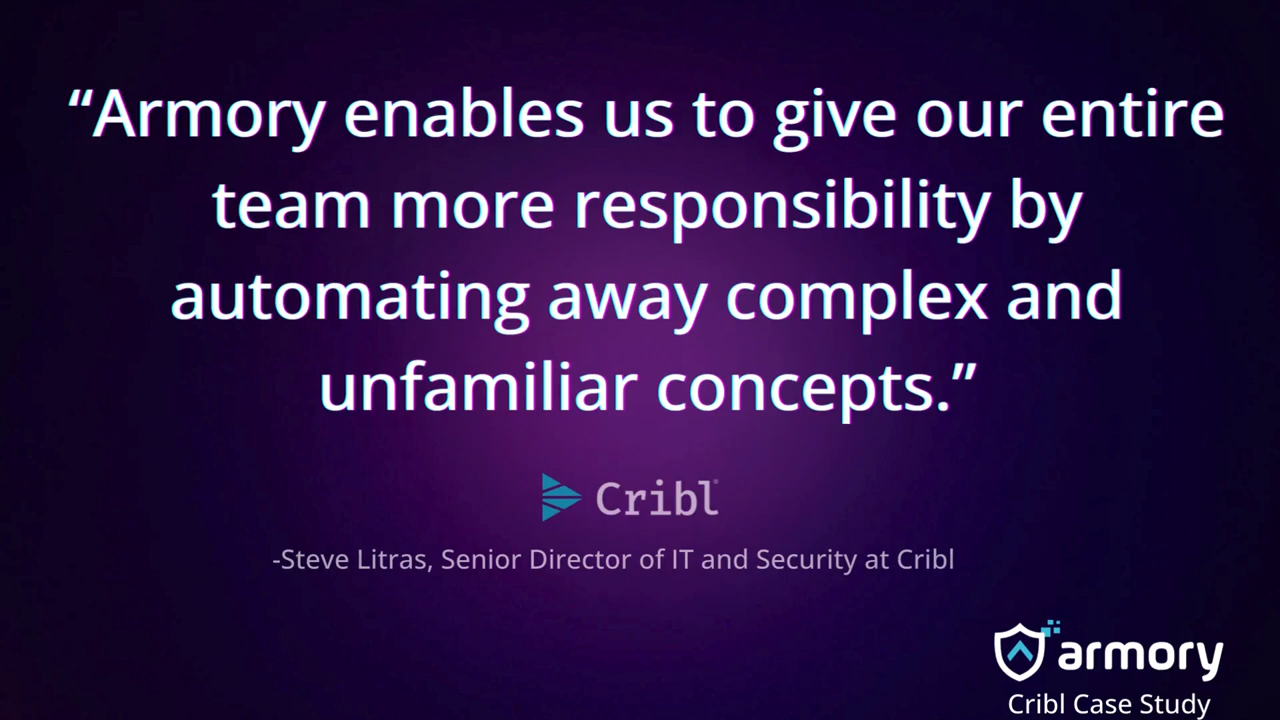 “Armory enables us to give our entire
team more responsibility by
automating away complex and
unfamiliar concepts.”
Cribl
-Steve Litras, Senior Director of IT and Security at Cribl
armory
Cribl Case Study